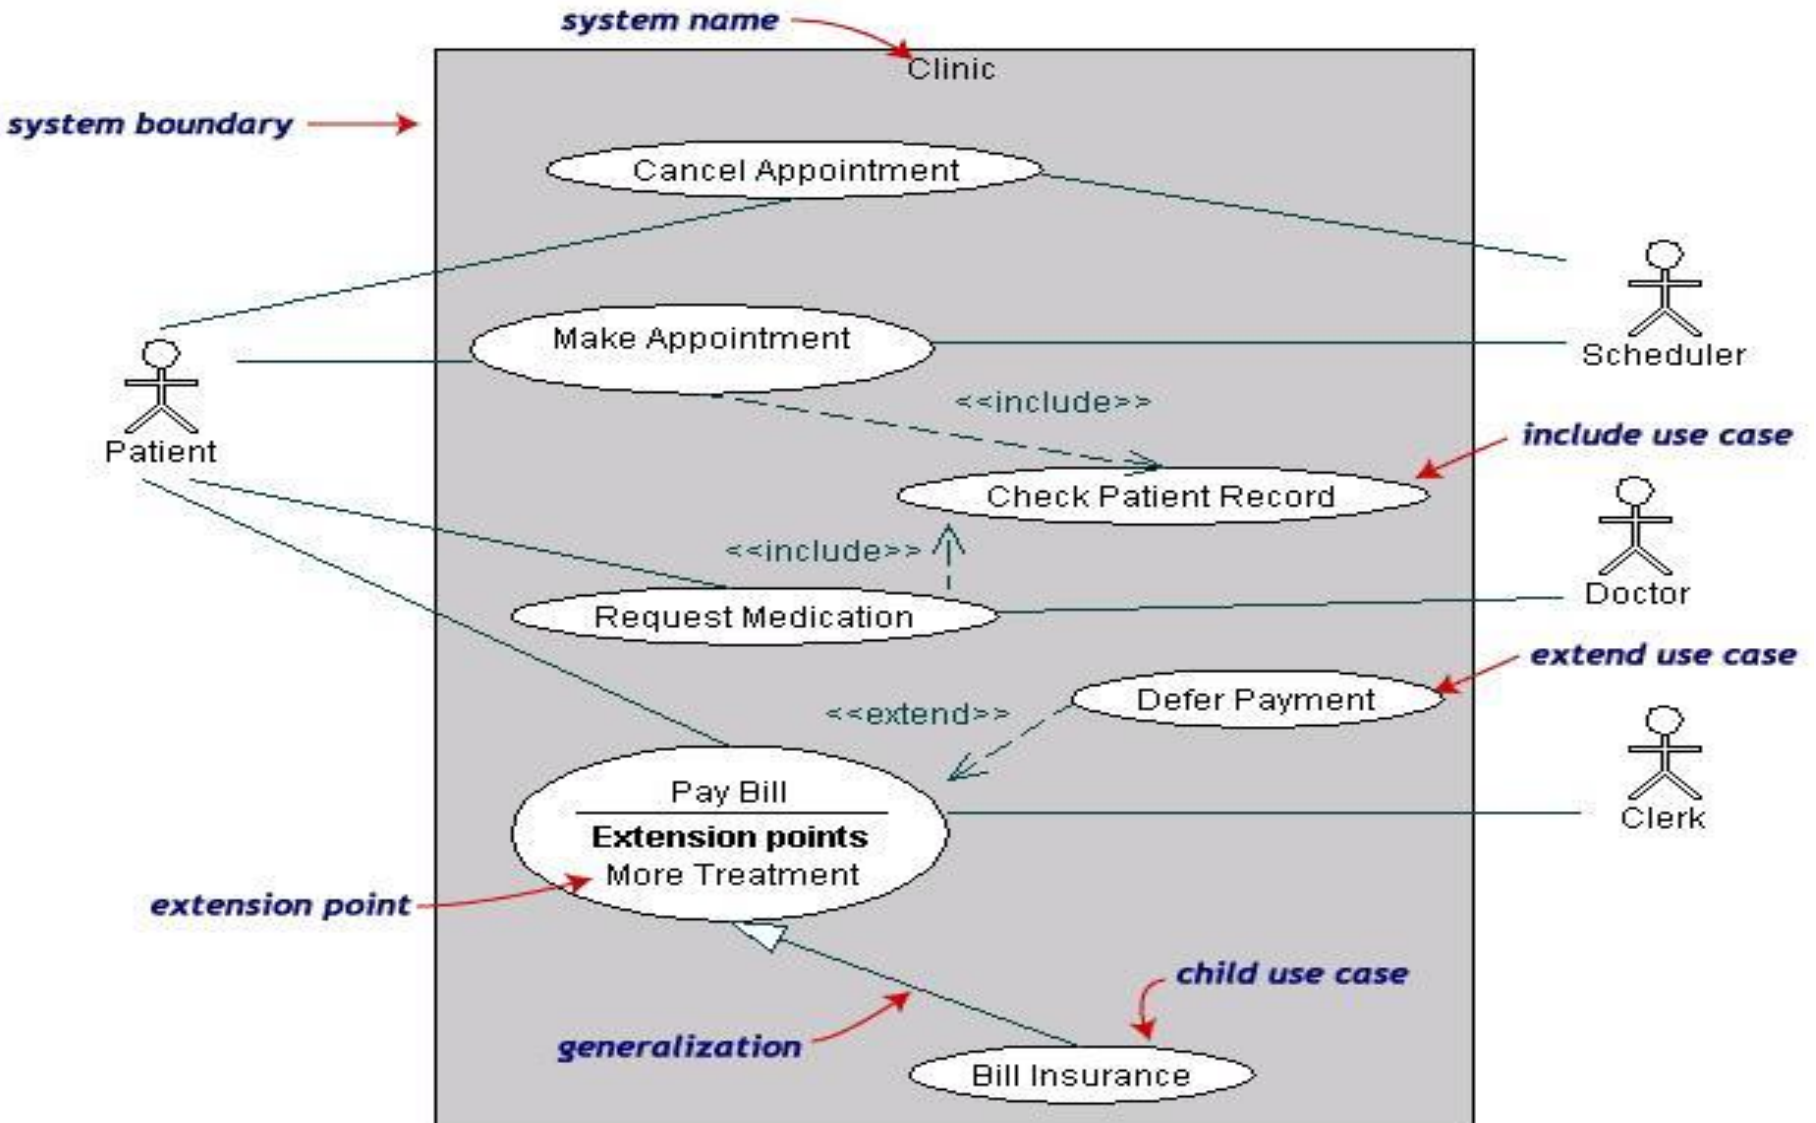 system name
Clinic
system boundary
Cancel Appointment
Make Appointment
Scheduler
<<include>>
include use case
Patient
Check Patient Record
<<include>>
Doctor
Request Medication
extend use case
Defer Payment
<<extend>>
Pay Bill
Extension points
More Treatment
Clerk
extension point
child use case
generalization
Bill Insurance